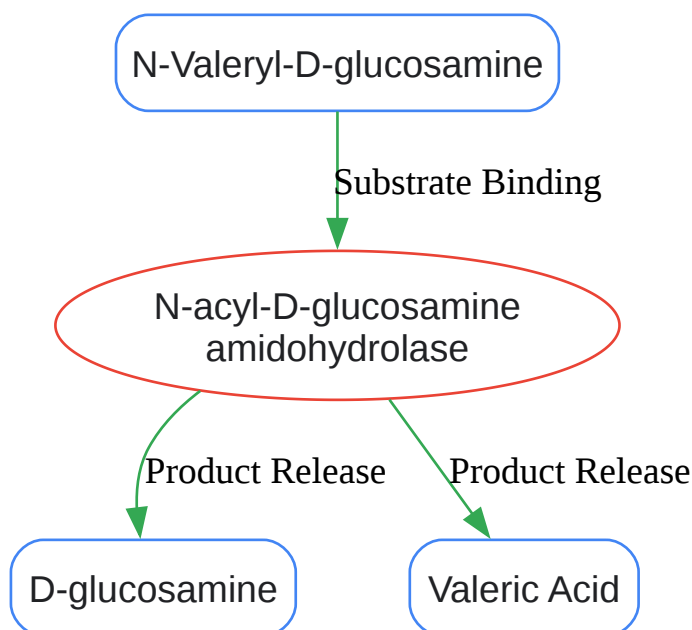 N-Valeryl-D-glucosamine
Substrate Binding
N-acyl-D-glucosamine
amidohydrolase
Product Release
Product Release
D-glucosamine
Valeric Acid